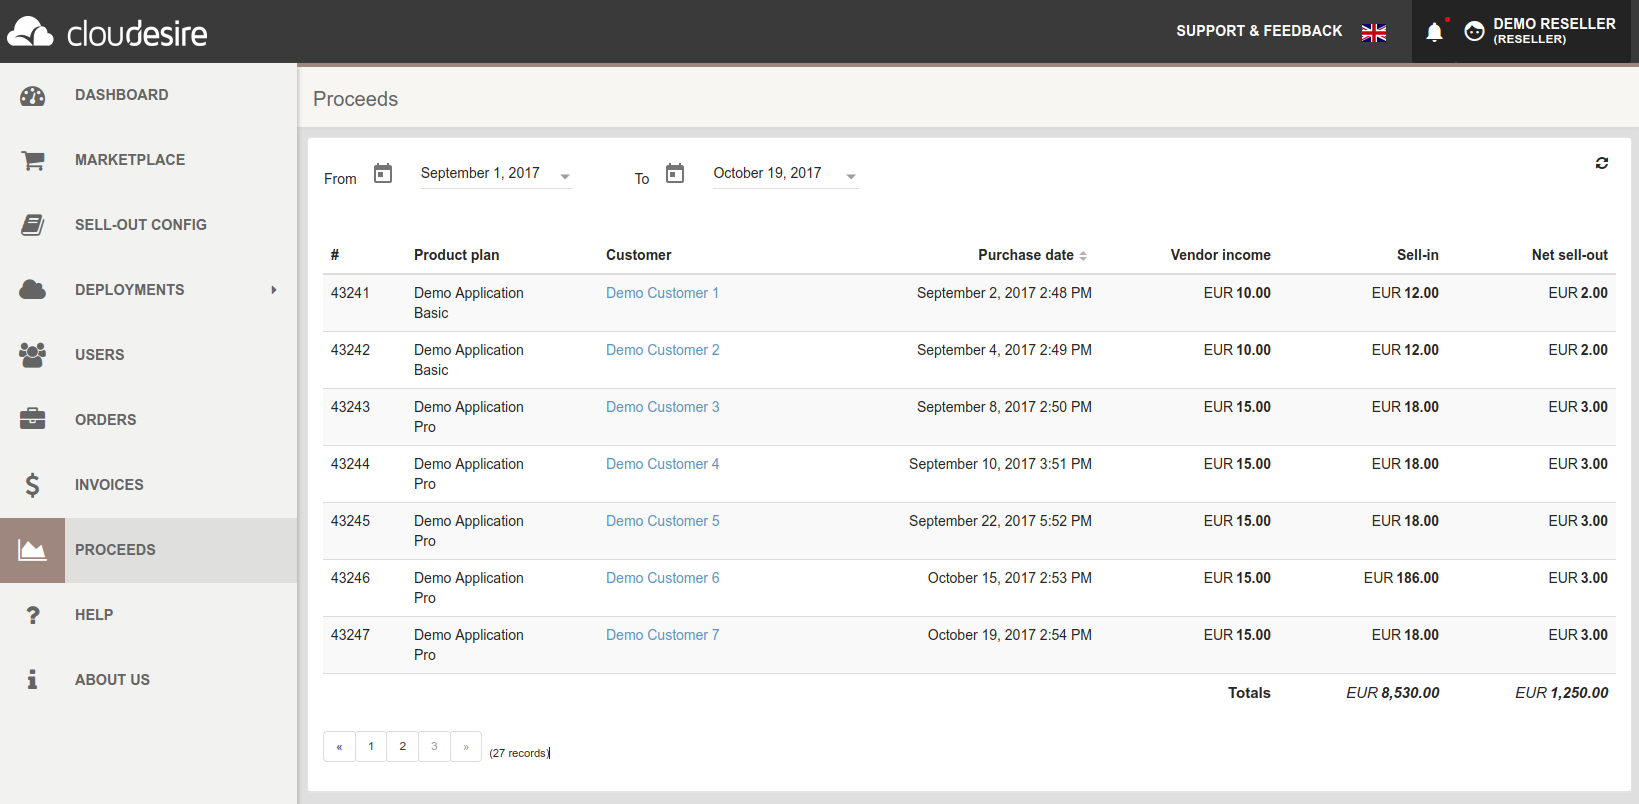 cloudesire
SUPPORT & FEEDBACK
DEMO RESELLER
(RESELLER)
DASHBOARD
MARKETPLACE
SELL-OUT CONFIG
DEPLOYMENTS
USERS
ORDERS
INVOICES
PROCEEDS
HELP
ABOUT US
Proceeds
From September 1, 2017 To October 19, 2017
# Product plan Customer Purchase date Vendor income Sell-in Net sell-out
43241 Demo Application Demo Customer 1 September 2, 2017 2:48 PM EUR 10.00 EUR 12.00 EUR 2.00
Basic
43242 Demo Application Demo Customer 2 September 4, 2017 2:49 PM EUR 10.00 EUR 12.00 EUR 2.00
Basic
43243 Demo Application Demo Customer 3 September 8, 2017 2:50 PM EUR 15.00 EUR 18.00 EUR 3.00
Pro
43244 Demo Application Demo Customer 4 September 10, 2017 3:51 PM EUR 15.00 EUR 18.00 EUR 3.00
Pro
43245 Demo Application Demo Customer 5 September 22, 2017 5:52 PM EUR 15.00 EUR 18.00 EUR 3.00
Pro
43246 Demo Application Demo Customer 6 October 15, 2017 2:53 PM EUR 15.00 EUR 186.00 EUR 3.00
Pro
43247 Demo Application Demo Customer 7 October 19, 2017 2:54 PM EUR 15.00 EUR 18.00 EUR 3.00
Pro
Totals EUR 8,530.00 EUR 1,250.00
« 1 2 3 » (27 records)